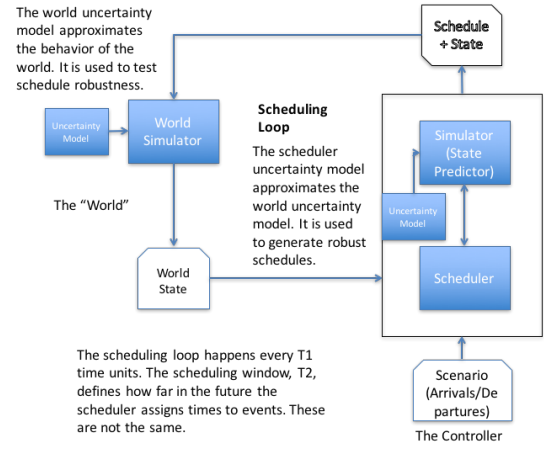 The world uncertainty
model approximates
the behavior of the
world. It is used to test
schedule robustness.
Schedule
+ State
Uncertainty
Model
World
Simulator
Scheduling
Loop
The scheduler
uncertainty model
approximates the
world uncertainty
model. It is used
to generate robust
schedules.
Simulator
(State
Predictor)
Uncertainty
Model
Scheduler
The “World”
World
State
The scheduling loop happens every T1
time units. The scheduling window, T2,
defines how far in the future the
scheduler assigns times to events. These
are not the same.
Scenario
(Arrivals/De
partures)
The Controller